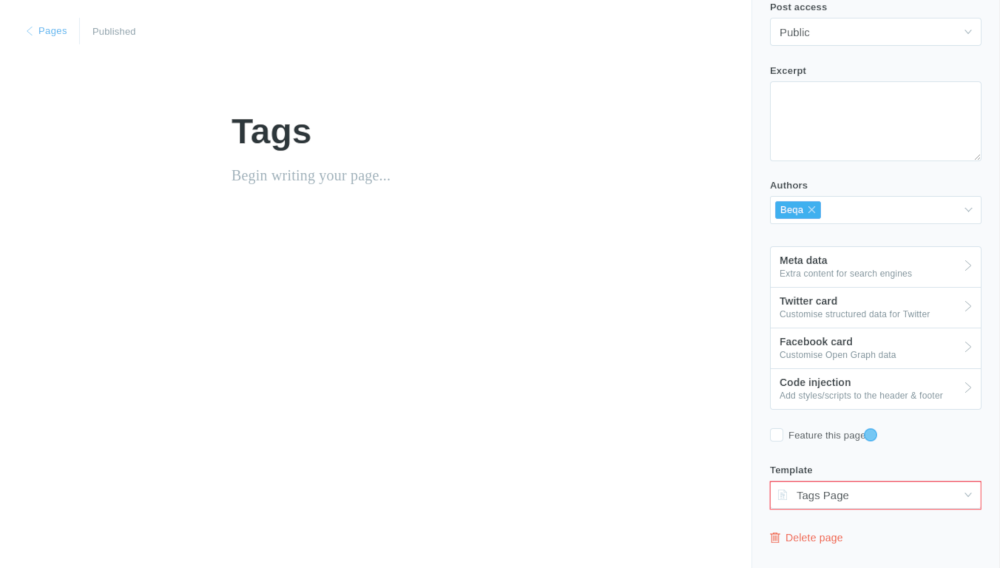 Pages
Published
Tags
Begin writing your page...
Post access
Public
Excerpt
Authors
Beqa
Meta data
Extra content for search engines
Twitter card
Customise structured data for Twitter
Facebook card
Customise Open Graph data
Code injection
Add styles/scripts to the header & footer
Feature this page
Template
Tags Page
Delete page